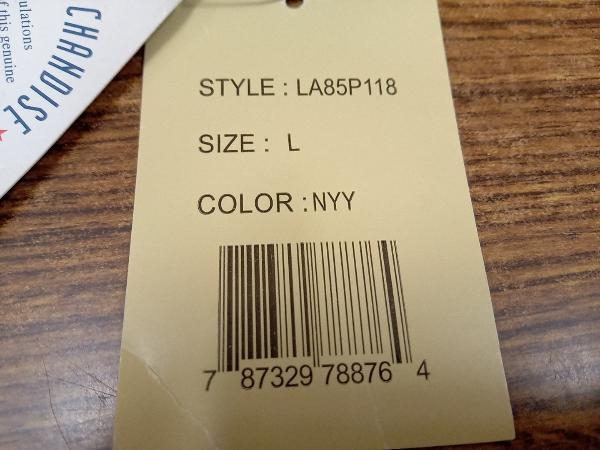 ulations
f this genuine
CHANDISE
STYLE : LA85P118
SIZE : L
COLOR : NYY
7 87329 78876 4